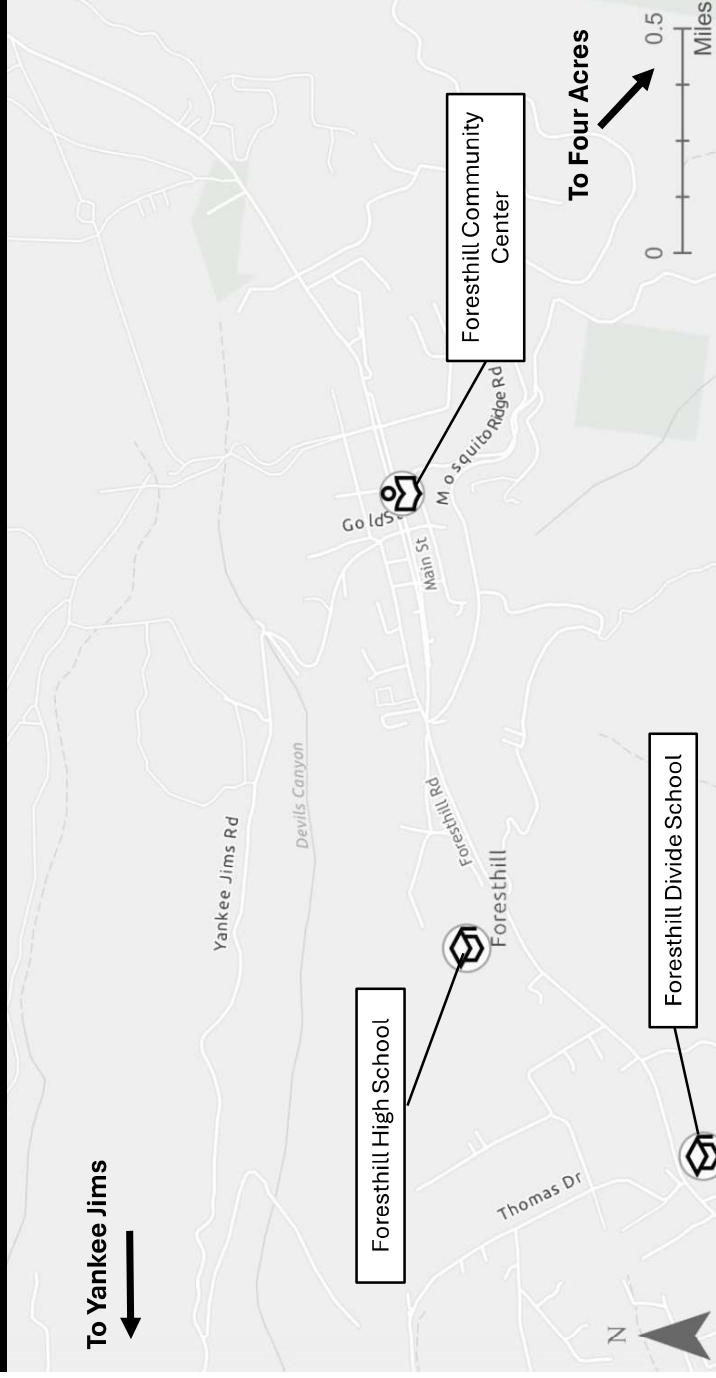 To Yankee Jims
Yankee Jims Rd
Devils Canyon
Foresthill High School
Foresthill Rd
Foresthill
Thomas Dr
Foresthill Divide School
Gold St
Main St
Mosquito Ridge Rd
Foresthill Community
Center
To Four Acres
0
0.5
Miles
N